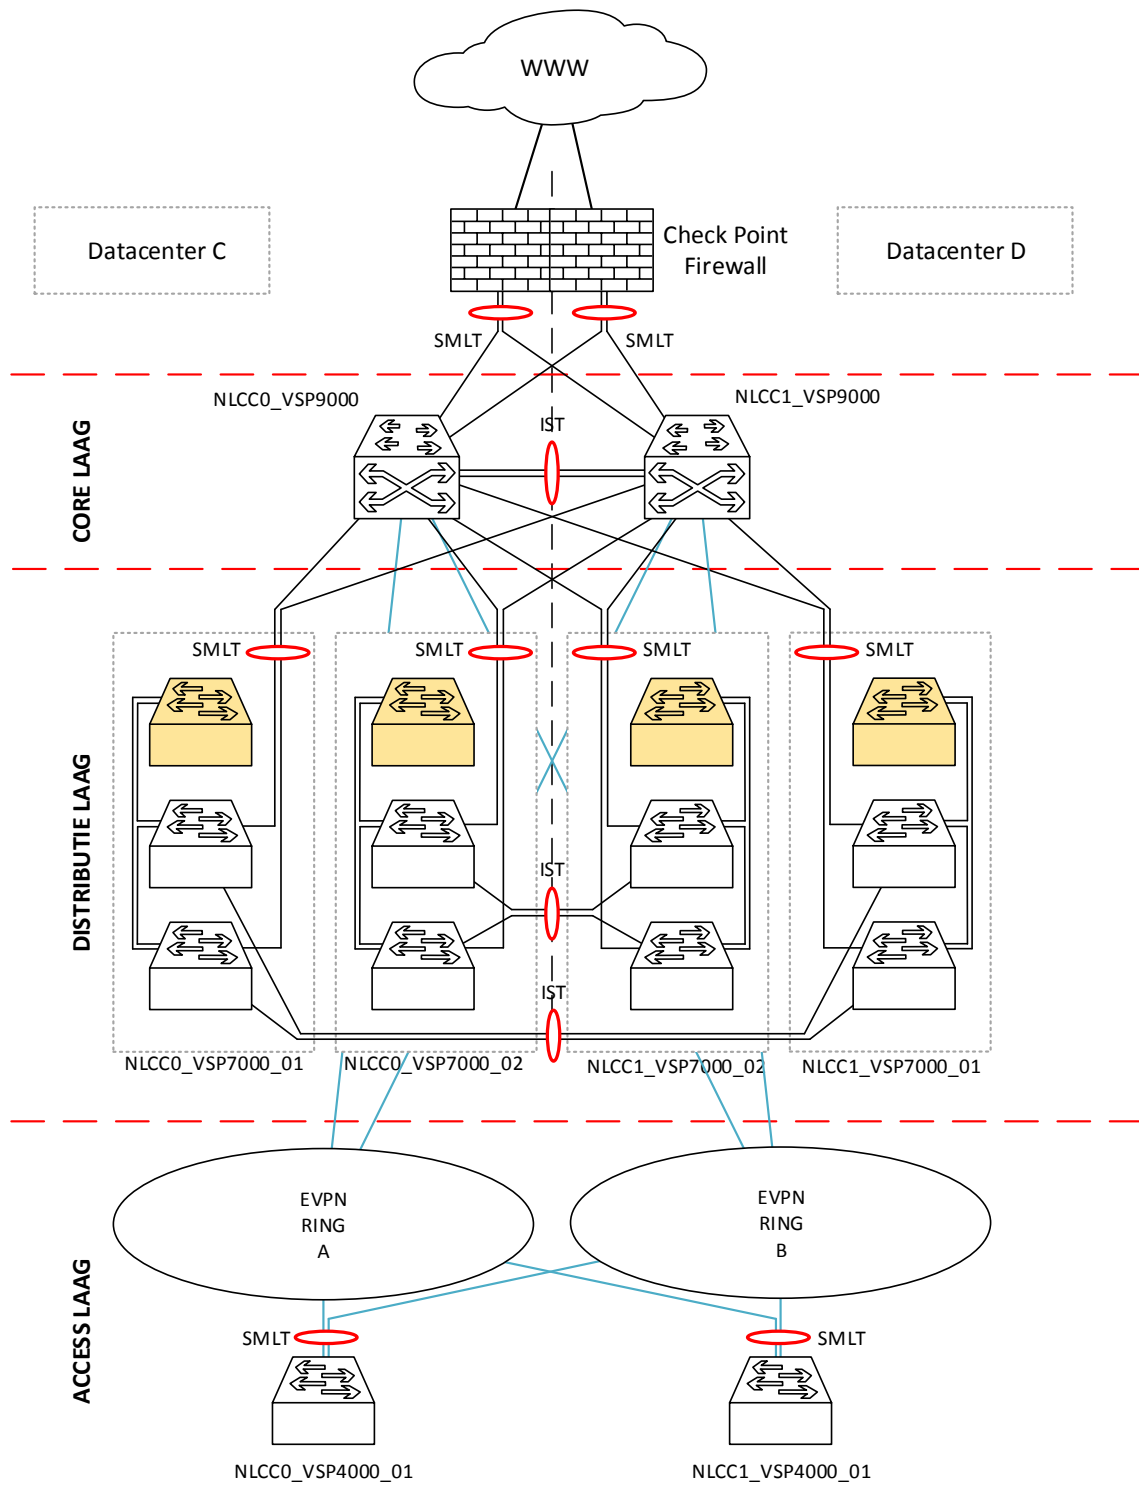 WWW
Datacenter C
Check Point
Firewall
Datacenter D
SMLT
SMLT
CORE LAAG
NLCC0_VSP9000
NLCC1_VSP9000
IST
DISTRIBUTIE LAAG
SMLT
SMLT
SMLT
SMLT
IST
IST
NLCC0_VSP7000_01
NLCC0_VSP7000_02
NLCC1_VSP7000_02
NLCC1_VSP7000_01
ACCESS LAAG
EVPN
RING
A
EVPN
RING
B
SMLT
SMLT
NLCC0_VSP4000_01
NLCC1_VSP4000_01